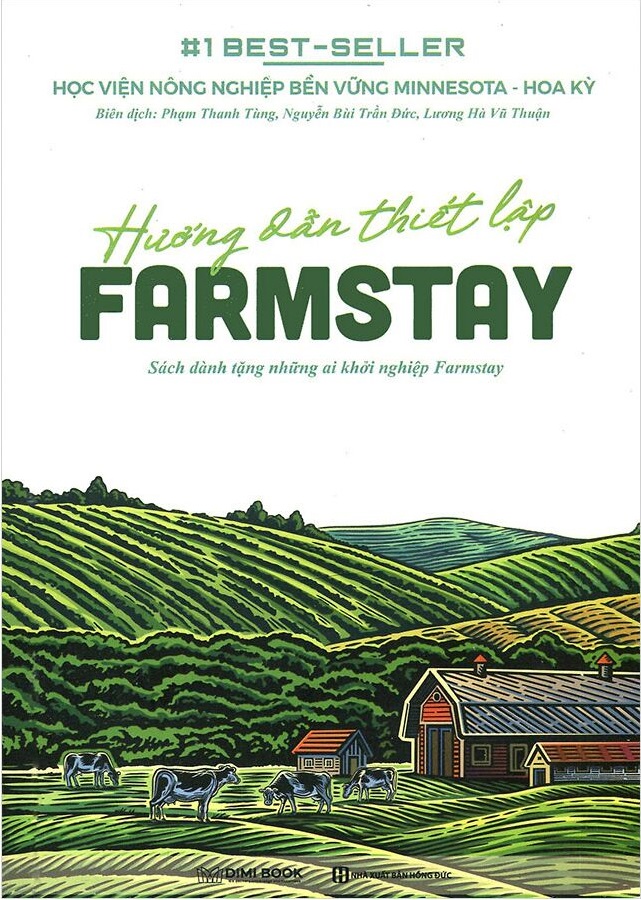 #1 BEST-SELLER
HỌC VIỆN NÔNG NGHIỆP BỀN VỮNG MINNESOTA - HOA KỲ
Biên dịch: Phạm Thanh Tùng, Nguyễn Bùi Trần Đức, Lương Hà Vũ Thuận
Hướng dẫn thiết lập
FARMSTAY
Sách dành tặng những ai khởi nghiệp Farmstay
DIMI BOOK
NHÀ XUẤT BẢN HỒNG ĐỨC